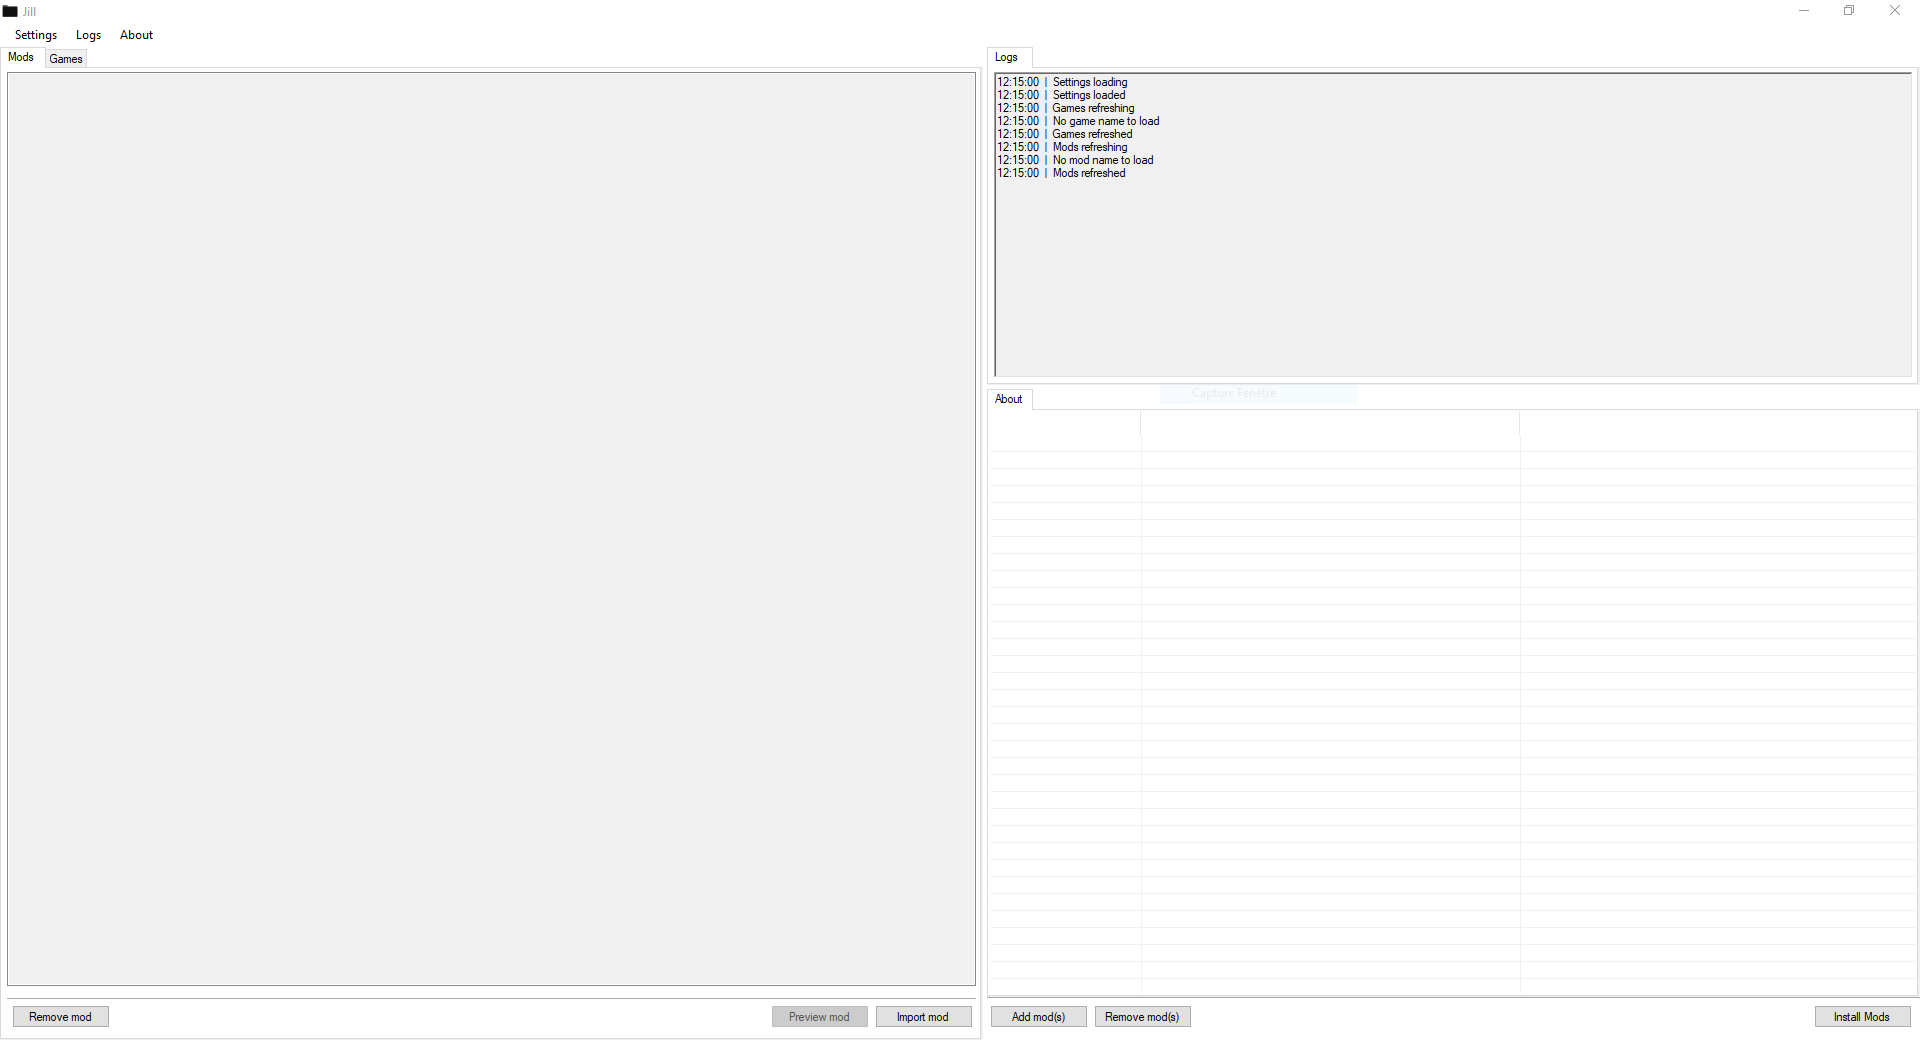 Jill
Settings Logs About
Mods Games
Logs
12:15:00 | Settings loading
12:15:00 | Settings loaded
12:15:00 | Games refreshing
12:15:00 | No game name to load
12:15:00 | Games refreshed
12:15:00 | Mods refreshing
12:15:00 | No mod name to load
12:15:00 | Mods refreshed
Capture Fenêtre
About
Remove mod Preview mod Import mod
Add mod(s) Remove mod(s) Install Mods